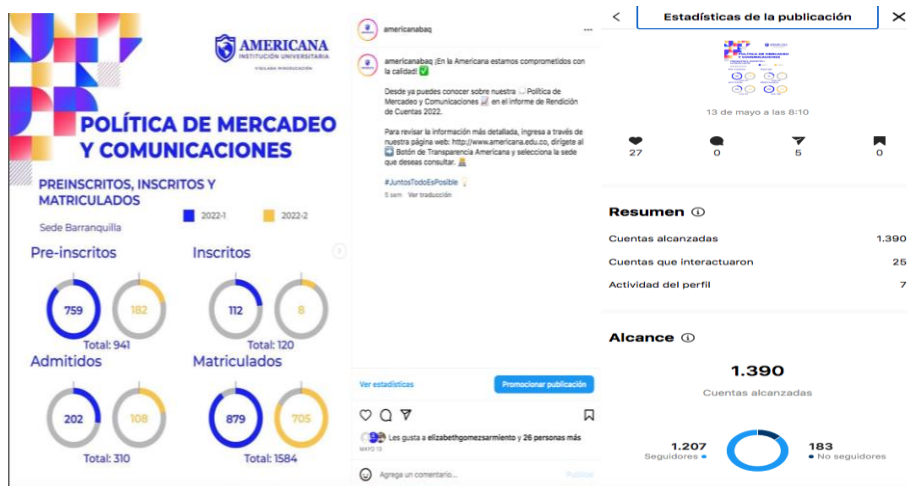 AMERICANA
INSTITUCIÓN UNIVERSITARIA
VIGILADA MINEDUCACIÓN
POLÍTICA DE MERCADEO
Y COMUNICACIONES
PREINSCRITOS, INSCRITOS Y
MATRICULADOS
2022-1
2022-2
Sede Barranquilla
Pre-inscritos
759
182
Total: 941
Inscritos
112
8
Total: 120
Admitidos
202
108
Total: 310
Matriculados
879
705
Total: 1584
americanabaq
americanabaq ¡En la Americana estamos comprometidos con
la calidad!
Desde ya puedes conocer sobre nuestra Política de
Mercadeo y Comunicaciones en el informe de Rendición
de Cuentas 2022.
Para revisar la información más detallada, ingresa a través de
nuestra página web: http://www.americana.edu.co, dirígete al
Botón de Transparencia Americana y selecciona la sede
que deseas consultar.
#JuntosTodoEsPosible
5 sem Ver traducción
Ver estadísticas
Promocionar publicación
Les gusta a elizabethgomezsarmiento y 26 personas más
MAYO 13
Agrega un comentario...
Publicar
Estadísticas de la publicación
13 de mayo a las 8:10
27
0
5
0
Resumen
Cuentas alcanzadas 1.390
Cuentas que interactuaron 25
Actividad del perfil 7
Alcance
1.390
Cuentas alcanzadas
1.207
Seguidores
183
No seguidores